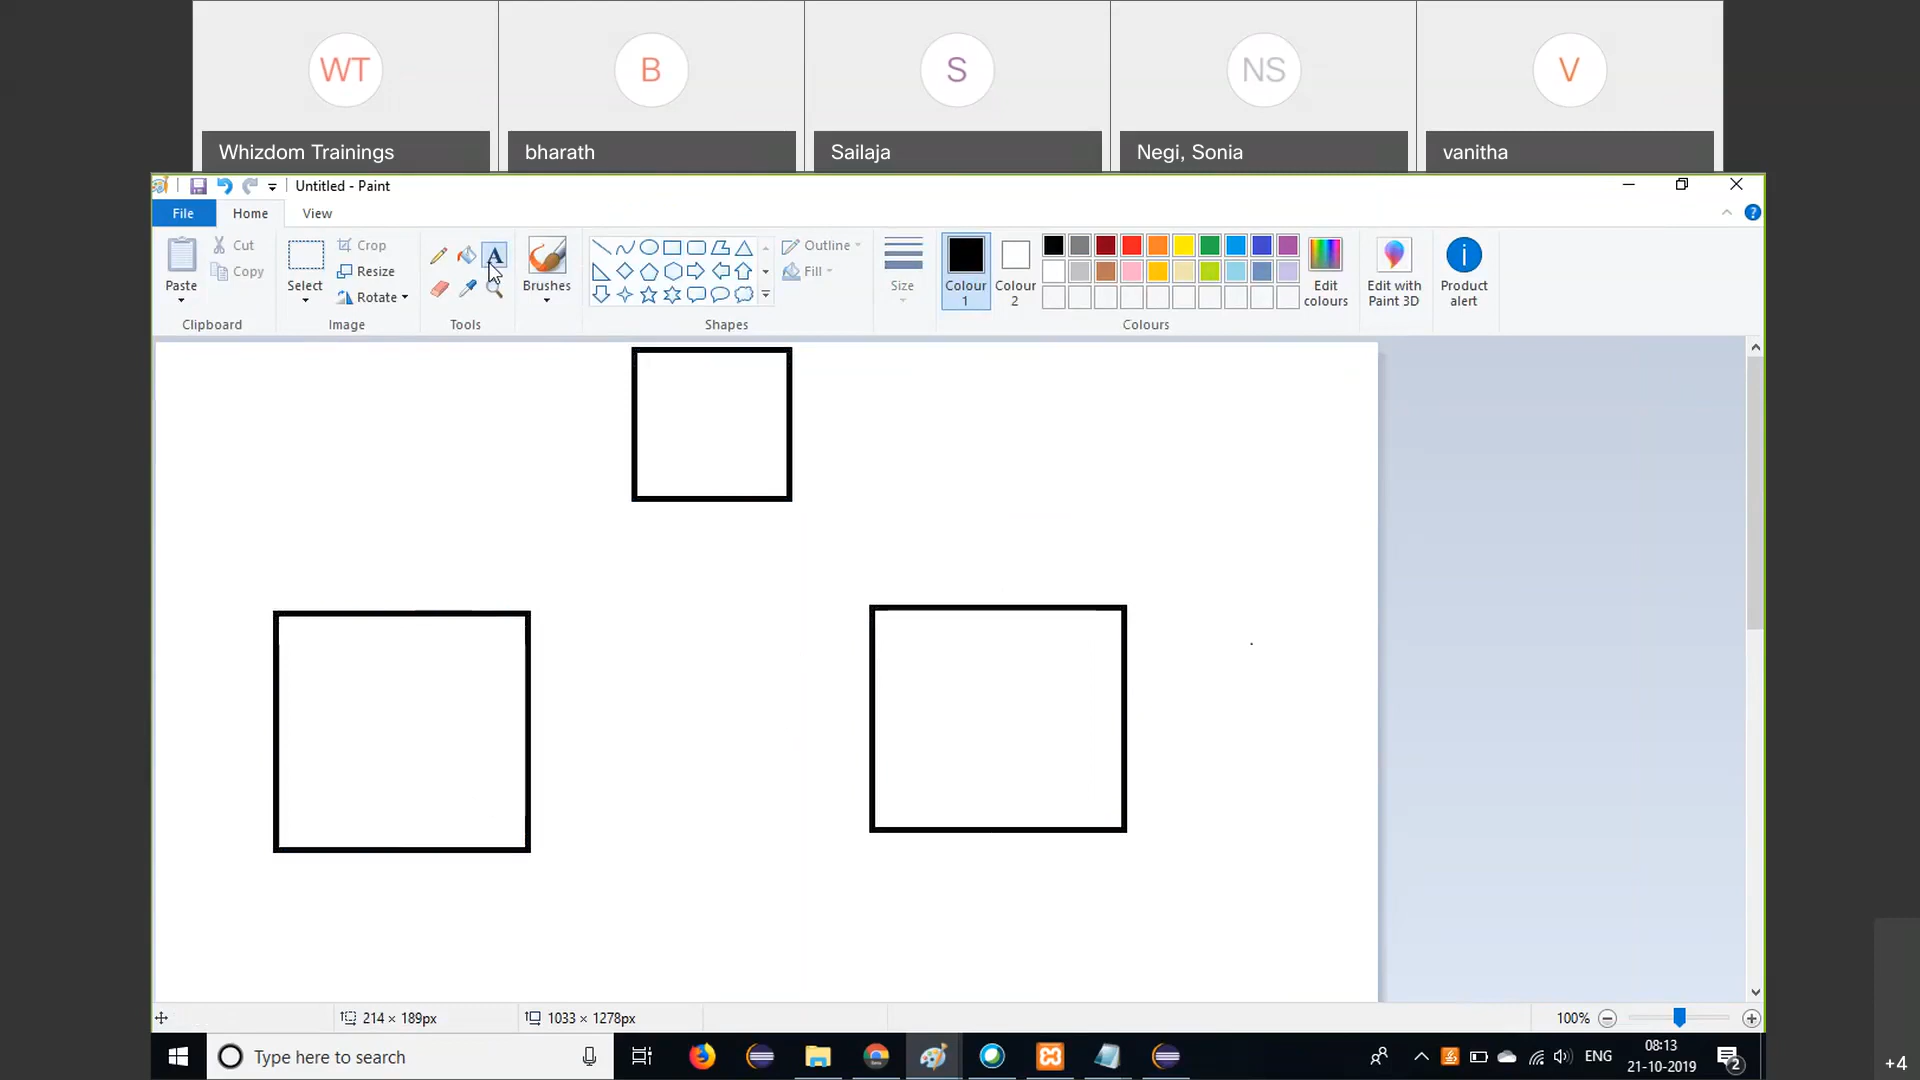 WT
B
S
NS
V
Whizdom Trainings
bharath
Sailaja
Negi, Sonia
vanitha
Untitled - Paint
File
Home
View
Paste
Cut
Copy
Clipboard
Select
Crop
Resize
Rotate
Image
A
Tools
Brushes
Outline
Fill
Shapes
Size
Colour
1
Colour
2
Edit
colours
Colours
Edit with
Paint 3D
Product
alert
214 × 189px
1033 × 1278px
100%
Type here to search
ENG
08:13
21-10-2019
2
+4